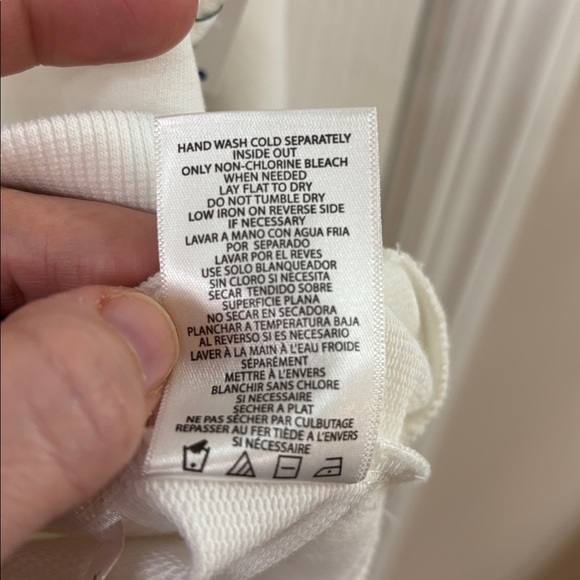 HAND WASH COLD SEPARATELY
INSIDE OUT
ONLY NON-CHLORINE BLEACH
WHEN NEEDED
LAY FLAT TO DRY
DO NOT TUMBLE DRY
LOW IRON ON REVERSE SIDE
IF NECESSARY
LAVAR A MANO CON AGUA FRIA
POR SEPARADO
LAVAR POR EL REVES
USE SOLO BLANQUEADOR
SIN CLORO SI NECESITA
SECAR TENDIDO SOBRE
SUPERFICIE PLANA
NO SECAR EN SECADORA
PLANCHAR A TEMPERATURA BAJA
AL REVERSO SI ES NECESARIO
LAVER À LA MAIN À L'EAU FROIDE
SÉPARÉMENT
METTRE À L'ENVERS
BLANCHIR SANS CHLORE
SI NECESSAIRE
SECHER A PLAT
NE PAS SÉCHER PAR CULBUTAGE
REPASSER AU FER TIÈDE A L'ENVERS
SI NÉCESSAIRE